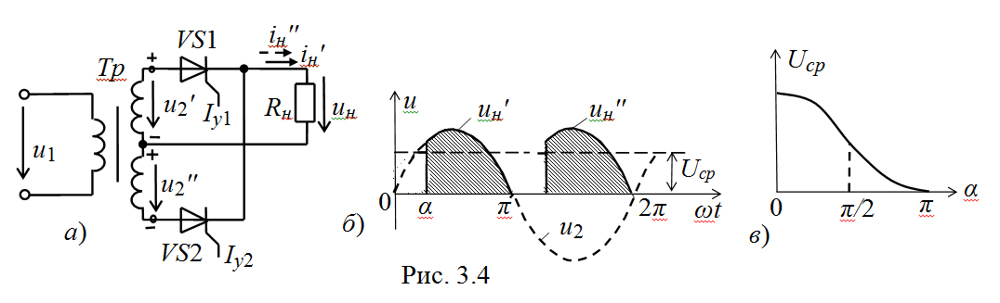 VS1
iн″
iн′
Тр
+
u2′
Iу1
Rн
uн
u1
−
+
u2″
−
VS2
Iу2
а)
u
uн′
uн″
Uср
0
α
π
2π
ωt
u2
б)
Uср
0
π/2
π
α
в)
Рис. 3.4